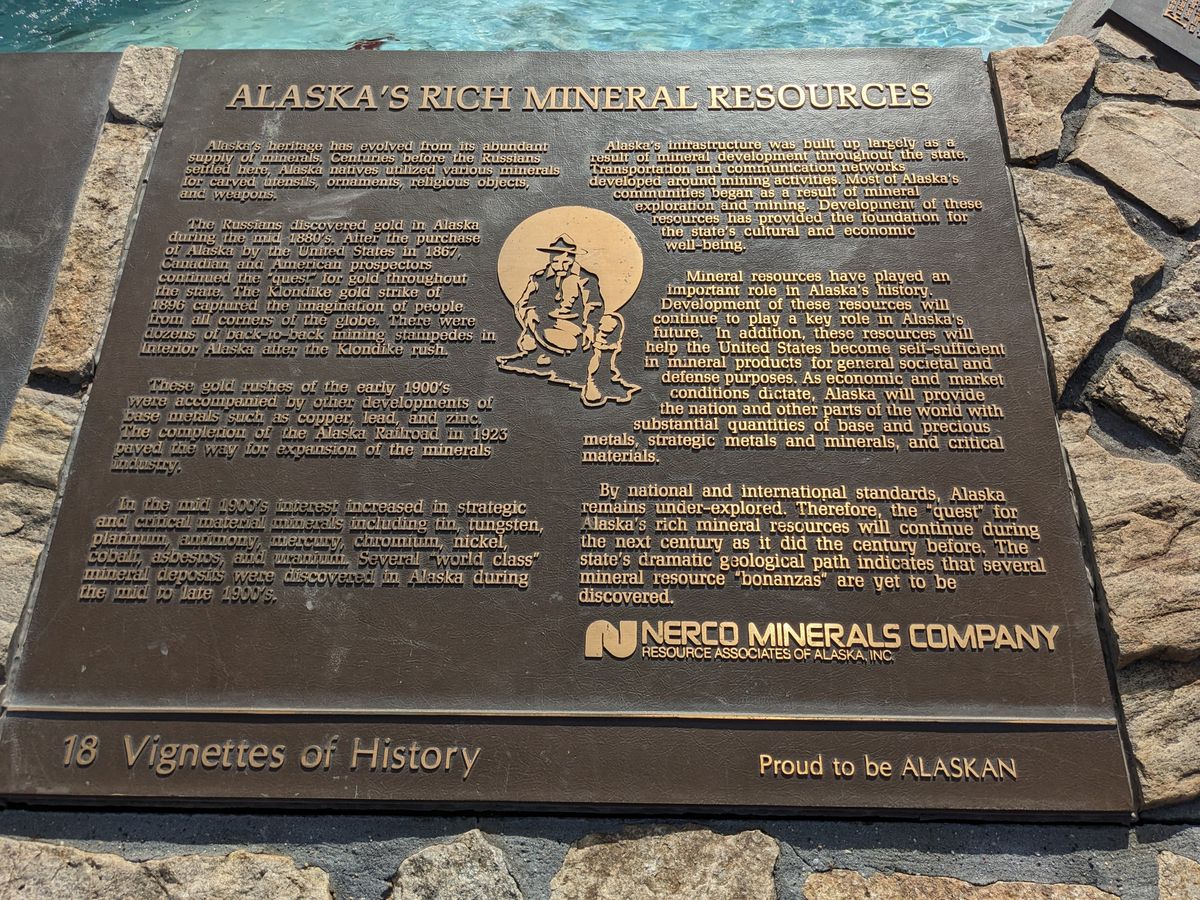 ALASKA'S RICH MINERAL RESOURCES
Alaska's heritage has evolved from its abundant
supply of minerals. Centuries before the Russians
settled here, Alaska natives utilized various minerals
for carved utensils, ornaments, religious objects,
and weapons.
The Russians discovered gold in Alaska
during the mid 1880's. After the purchase
of Alaska by the United States in 1867,
Canadian and American prospectors
continued the "quest" for gold throughout
the state. The Klondike gold strike of
1896 captured the imagination of people
from all corners of the globe. There were
dozens of back-to-back mining stampedes in
Interior Alaska after the Klondike rush.
These gold rushes of the early 1900's
were accompanied by other developments of
base metals such as copper, lead, and zinc.
The completion of the Alaska Railroad in 1923
paved the way for expansion of the minerals
industry.
In the mid 1900's interest increased in strategic
and critical material minerals including tin, tungsten,
platinum, antimony, mercury, chromium, nickel,
cobalt, asbestos, and uranium. Several "world class"
mineral deposits were discovered in Alaska during
the mid to late 1900's.
Alaska's infrastructure was built up largely as a
result of mineral development throughout the state.
Transportation and communication networks
developed around mining activities. Most of Alaska's
communities began as a result of mineral
exploration and mining. Development of these
resources has provided the foundation for
the state's cultural and economic
well-being.
Mineral resources have played an
important role in Alaska's history.
Development of these resources will
continue to play a key role in Alaska's
future. In addition, these resources will
help the United States become self-sufficient
in mineral products for general societal and
defense purposes. As economic and market
conditions dictate, Alaska will provide
the nation and other parts of the world with
substantial quantities of base and precious
metals, strategic metals and minerals, and critical
materials.
By national and international standards, Alaska
remains under-explored. Therefore, the "quest" for
Alaska's rich mineral resources will continue during
the next century as it did the century before. The
state's dramatic geological path indicates that several
mineral resource "bonanzas" are yet to be
discovered.
NERCO MINERALS COMPANY
RESOURCE ASSOCIATES OF ALASKA, INC.
18 Vignettes of History
Proud to be ALASKAN